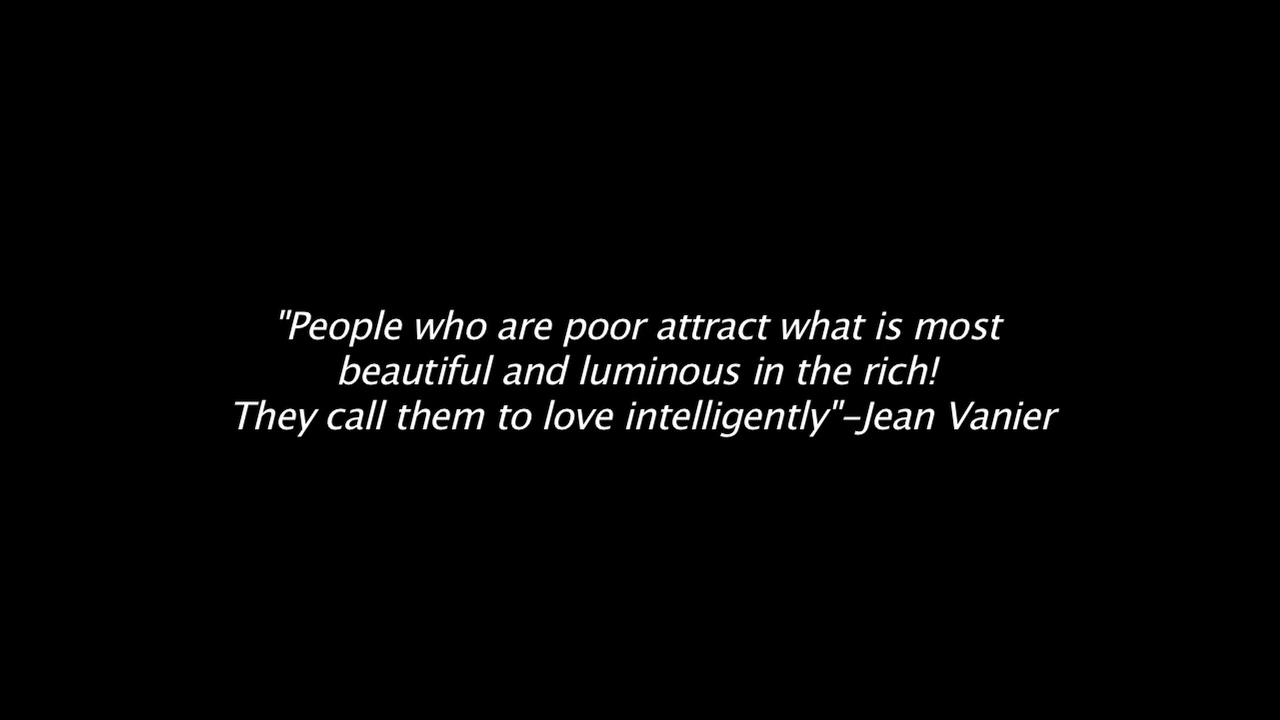 "People who are poor attract what is most
beautiful and luminous in the rich!
They call them to love intelligently"–Jean Vanier